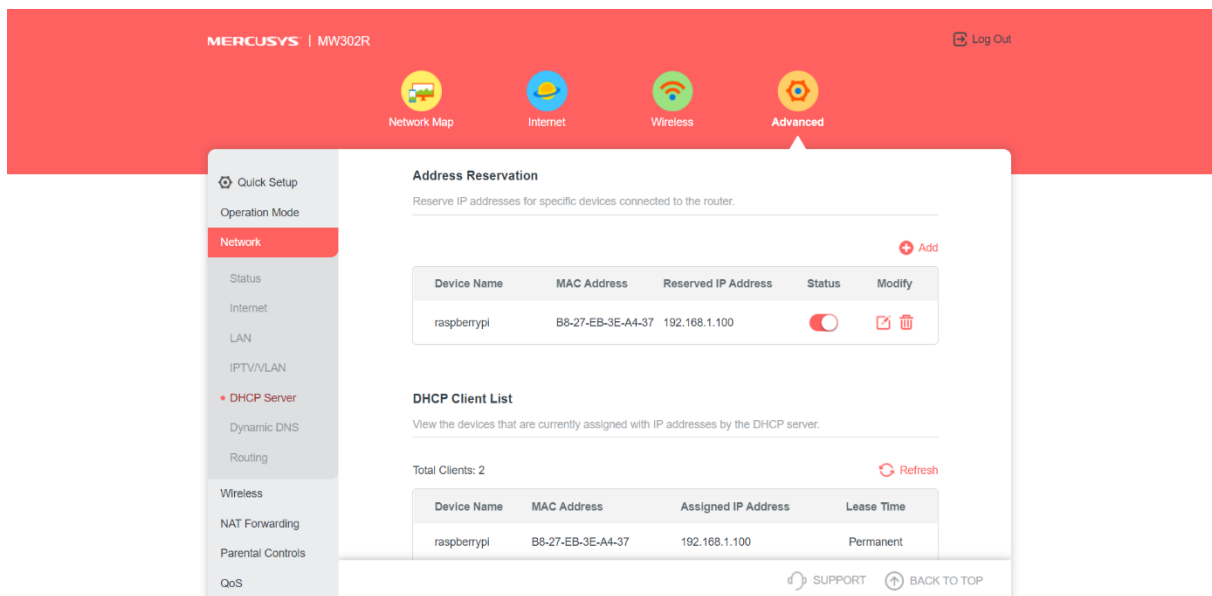 MERCUSYS | MW302R
Log Out
Network Map Internet Wireless Advanced
Quick Setup
Operation Mode
Network
Status
Internet
LAN
IPTV/VLAN
DHCP Server
Dynamic DNS
Routing
Wireless
NAT Forwarding
Parental Controls
QoS
Address Reservation
Reserve IP addresses for specific devices connected to the router.
Add
Device Name MAC Address Reserved IP Address Status Modify
raspberrypi B8-27-EB-3E-A4-37 192.168.1.100
DHCP Client List
View the devices that are currently assigned with IP addresses by the DHCP server.
Total Clients: 2 Refresh
Device Name MAC Address Assigned IP Address Lease Time
raspberrypi B8-27-EB-3E-A4-37 192.168.1.100 Permanent
SUPPORT BACK TO TOP